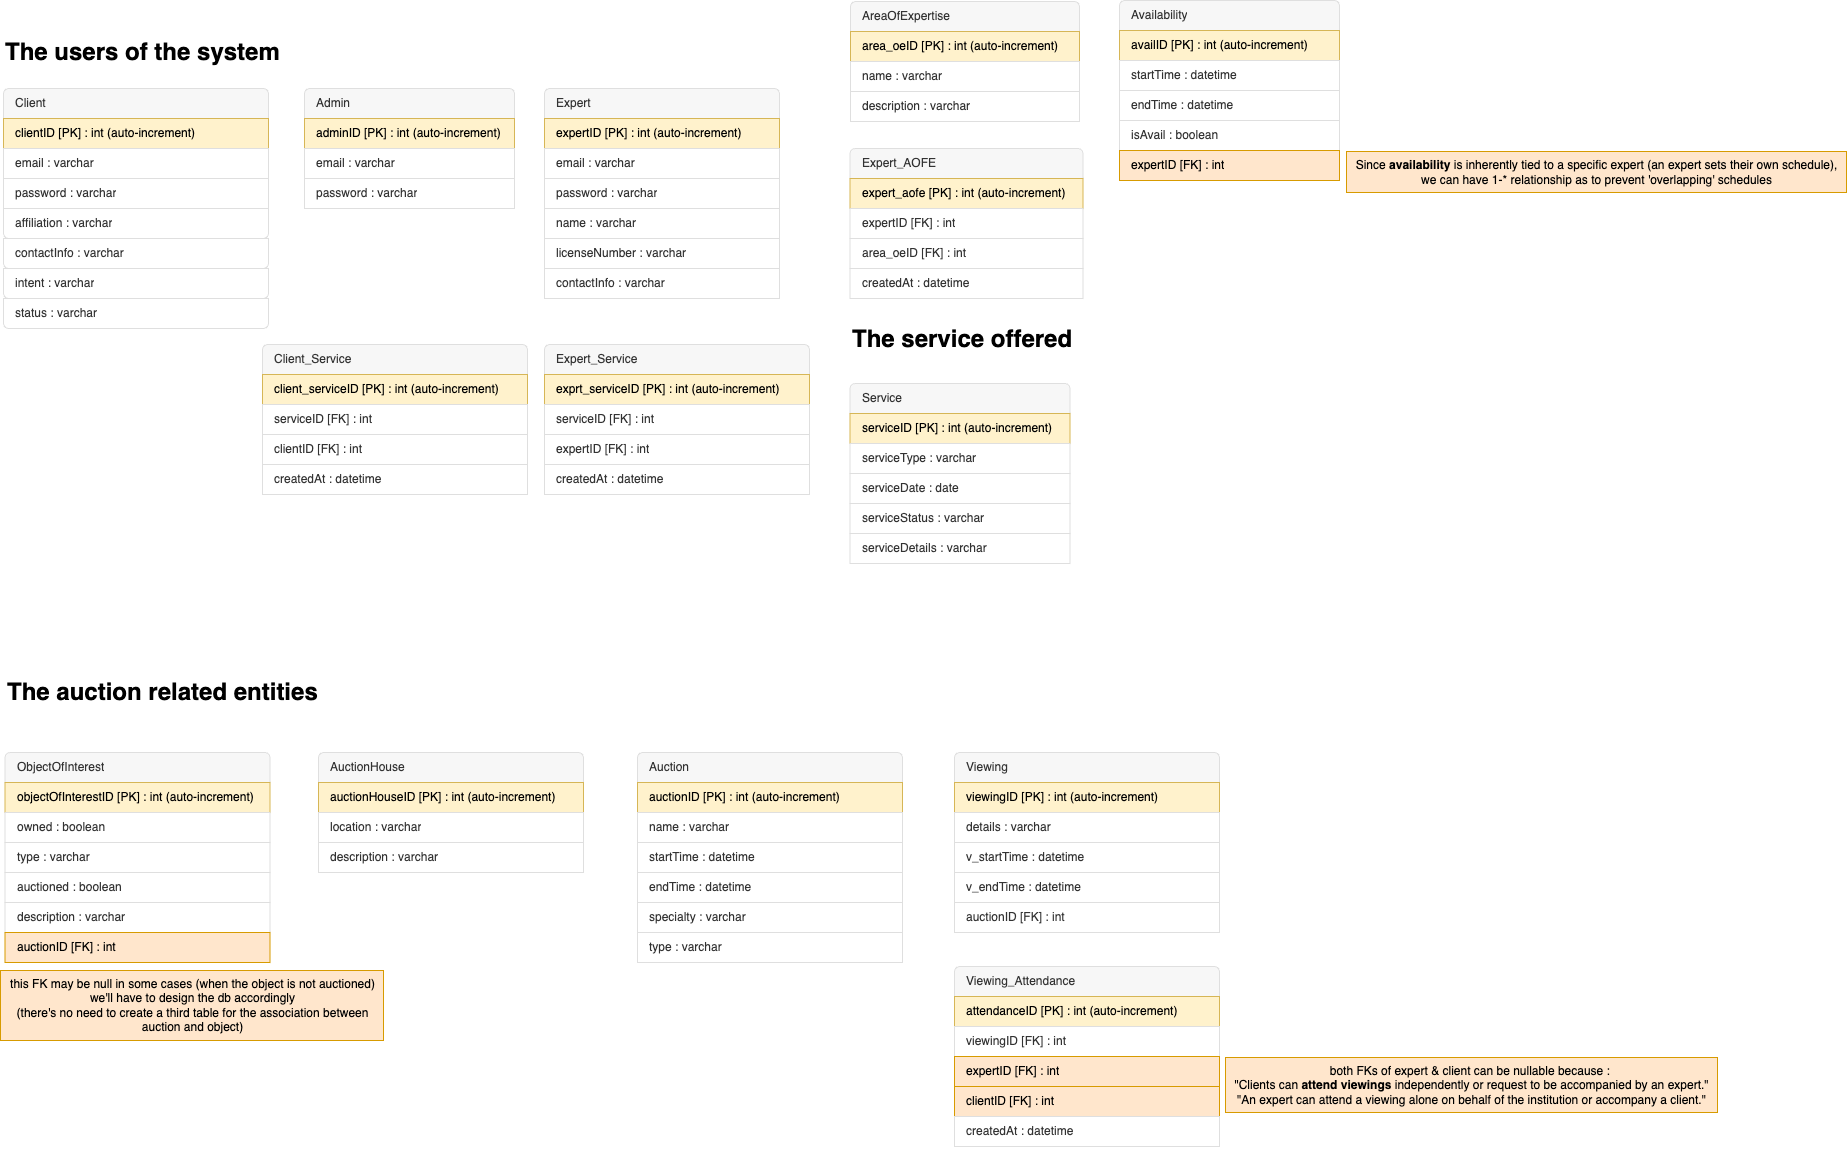 The users of the system
Client
clientID [PK] : int (auto-increment)
email : varchar
password : varchar
affiliation : varchar
contactInfo : varchar
intent : varchar
status : varchar
Admin
adminID [PK] : int (auto-increment)
email : varchar
password : varchar
Expert
expertID [PK] : int (auto-increment)
email : varchar
password : varchar
name : varchar
licenseNumber : varchar
contactInfo : varchar
AreaOfExpertise
area_oeID [PK] : int (auto-increment)
name : varchar
description : varchar
Availability
availID [PK] : int (auto-increment)
startTime : datetime
endTime : datetime
isAvail : boolean
expertID [FK] : int
Since availability is inherently tied to a specific expert (an expert sets their own schedule),
we can have 1-* relationship as to prevent 'overlapping' schedules
Expert_AOFE
expert_aofe [PK] : int (auto-increment)
expertID [FK] : int
area_oeID [FK] : int
createdAt : datetime
Client_Service
client_serviceID [PK] : int (auto-increment)
serviceID [FK] : int
clientID [FK] : int
createdAt : datetime
Expert_Service
exprt_serviceID [PK] : int (auto-increment)
serviceID [FK] : int
expertID [FK] : int
createdAt : datetime
The service offered
Service
serviceID [PK] : int (auto-increment)
serviceType : varchar
serviceDate : date
serviceStatus : varchar
serviceDetails : varchar
The auction related entities
ObjectOfInterest
objectOfInterestID [PK] : int (auto-increment)
owned : boolean
type : varchar
auctioned : boolean
description : varchar
auctionID [FK] : int
this FK may be null in some cases (when the object is not auctioned)
we'll have to design the db accordingly
(there's no need to create a third table for the association between
auction and object)
AuctionHouse
auctionHouseID [PK] : int (auto-increment)
location : varchar
description : varchar
Auction
auctionID [PK] : int (auto-increment)
name : varchar
startTime : datetime
endTime : datetime
specialty : varchar
type : varchar
Viewing
viewingID [PK] : int (auto-increment)
details : varchar
v_startTime : datetime
v_endTime : datetime
auctionID [FK] : int
Viewing_Attendance
attendanceID [PK] : int (auto-increment)
viewingID [FK] : int
expertID [FK] : int
clientID [FK] : int
createdAt : datetime
both FKs of expert & client can be nullable because :
"Clients can attend viewings independently or request to be accompanied by an expert."
"An expert can attend a viewing alone on behalf of the institution or accompany a client."